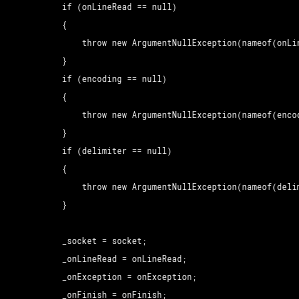 if (onLineRead == null)
{
throw new ArgumentNullException(nameof(onLin
}
if (encoding == null)
{
throw new ArgumentNullException(nameof(encod
}
if (delimiter == null)
{
throw new ArgumentNullException(nameof(delim
}
_socket = socket;
_onLineRead = onLineRead;
_onException = onException;
_onFinish = onFinish;